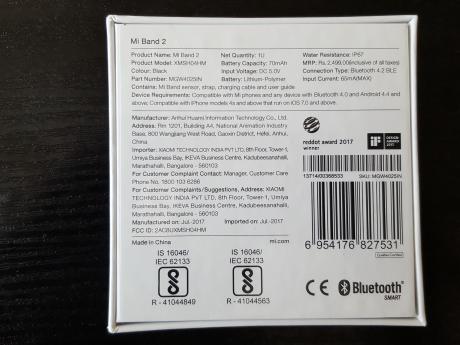 Mi Band 2
Product Name: Mi Band 2 Net Quantity: 1U Water Resistance: IP67
Product Model: XMSH04HM Battery Capacity: 70mAh MRP: Rs. 2,499.00(inclusive of all taxes)
Colour: Black Input Voltage: DC 5.0V Connection Type: Bluetooth 4.2 BLE
Part Number: MGW4025IN Battery: Lithium-Polymer Input Current: 65mA(MAX)
Contains: Mi Band sensor, strap, charging cable and user guide
Device Requirements: Compatible with Mi phones and any device with Bluetooth 4.0 and Android 4.4 and
above; Compatible with iPhone models 4s and above that run on iOS 7.0 and above.
Manufacturer: Anhui Huami Information Technology Co., Ltd.
Address: Rm 1201, Building A4, National Animation Industry
Base, 800 Wangjiang West Road, Gaoxin District, Hefei, Anhui,
China
Importer: XIAOMI TECHNOLOGY INDIA PVT LTD, 8th Floor, Tower-1,
Umiya Business Bay, IKEVA Business Centre, Kadubeesanahalli,
Marathahalli, Bangalore - 560103
For Customer Complaint Contact: Manager, Customer Care
Phone No. 1800 103 6286
For Customer Complaints/Suggestions, Address: XIAOMI
TECHNOLOGY INDIA PVT LTD, 8th Floor, Tower-1, Umiya
Business Bay, IKEVA Business Centre, Kadubeesanahalli,
Marathahalli, Bangalore - 560103
Manufactured on: Jul.-2017 Imported on: Jul.-2017
FCC ID: 2AC8UXMSH04HM
Made in China mi.com
reddot award 2017
winner
iF
DESIGN
AWARD
2017
13714/00368533 SKU: MGW4025IN
6 954176 827531
IS 16046/
IEC 62133
R - 41044849
IS 16046/
IEC 62133
R - 41044563
CE Bluetooth
SMART